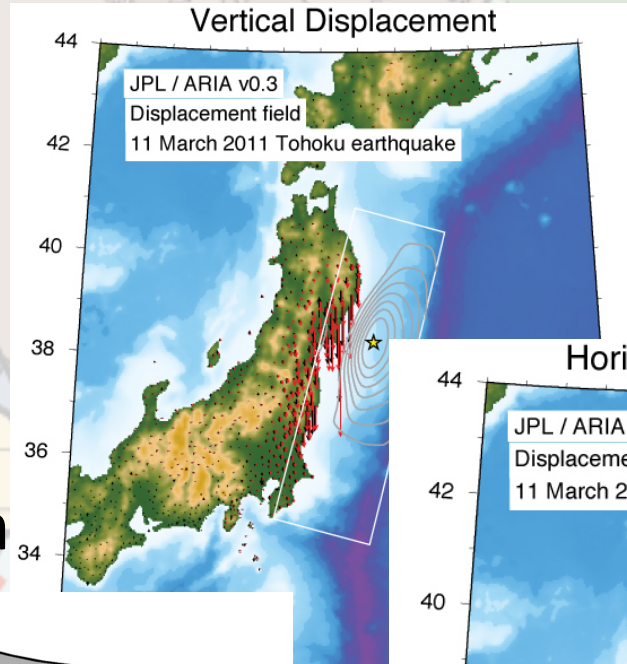 Vertical Displacement
44
JPL / ARIA v0.3
Displacement field
11 March 2011 Tohoku earthquake
42
40
38
36
34
Hori
44
JPL / ARIA
Displaceme
11 March 2
42
40